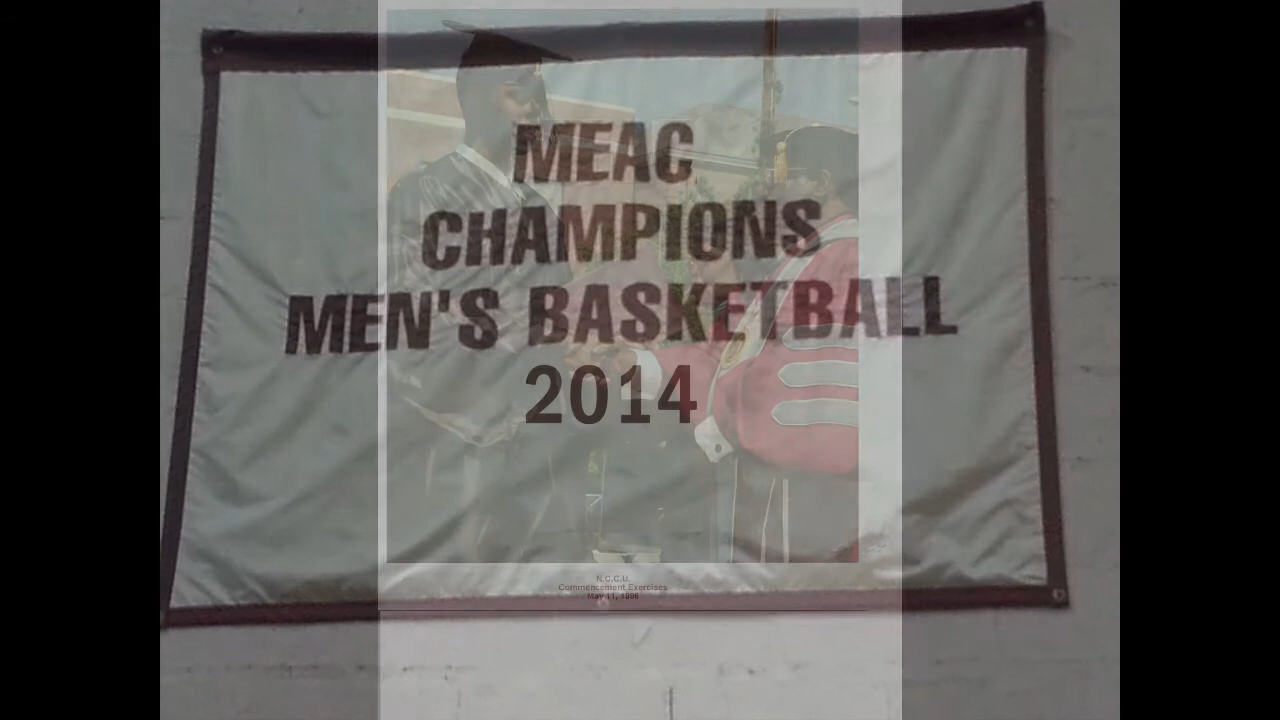 MEAC
CHAMPIONS
MEN'S BASKETBALL
2014
N.C.C.U.
Commencement Exercises
May 11, 1996